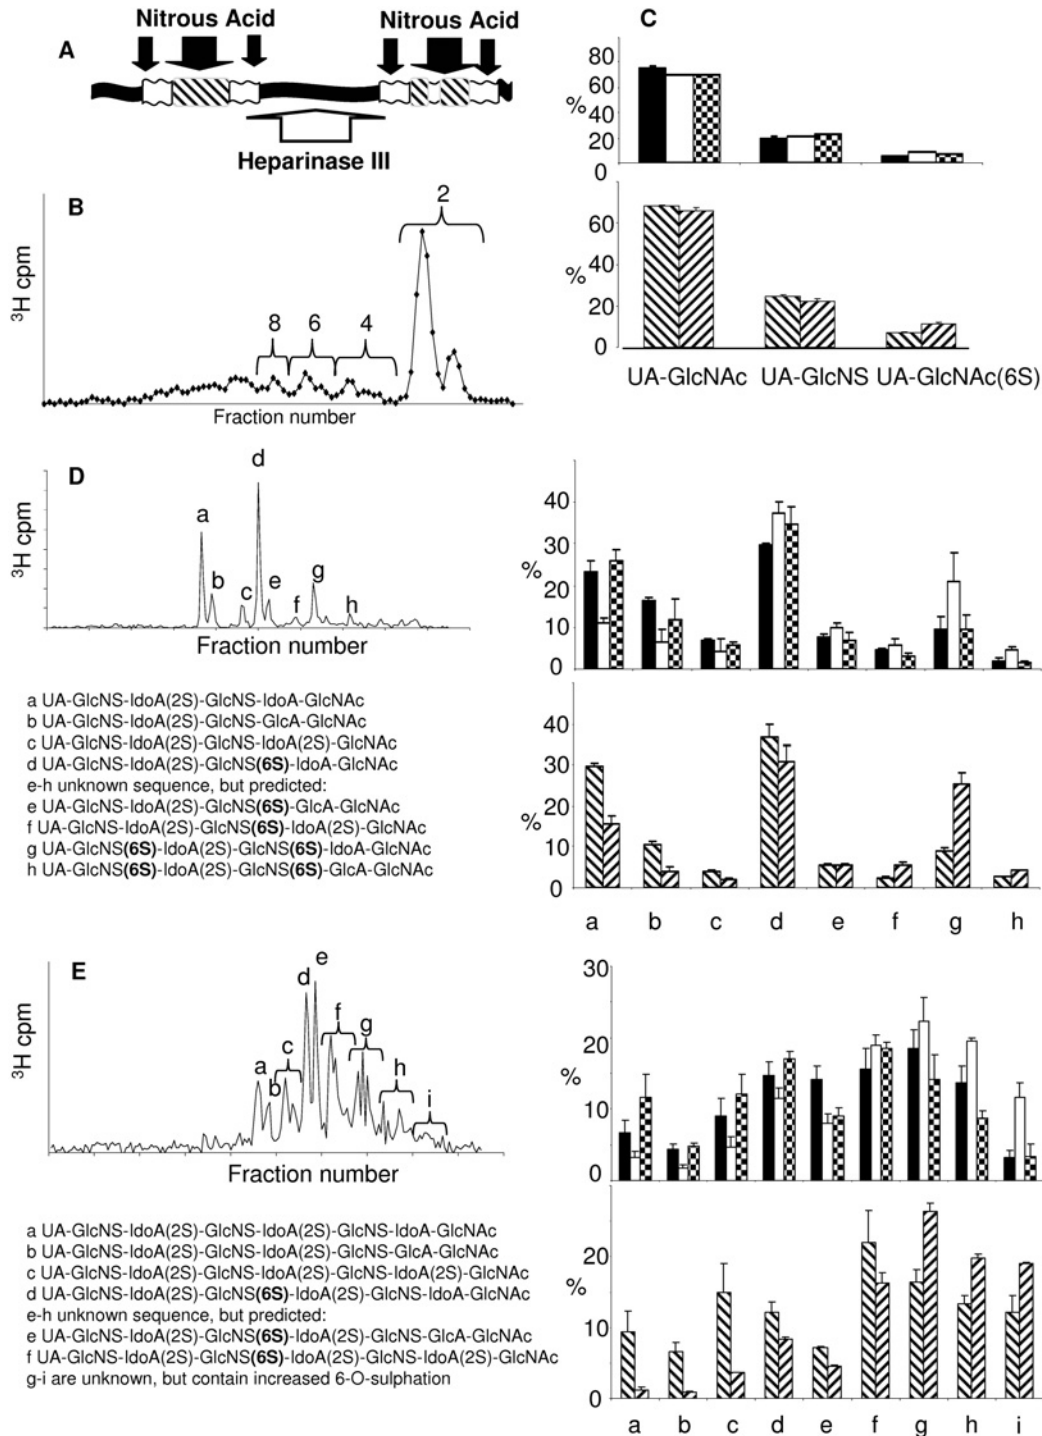 Nitrous Acid
Nitrous Acid
A
Heparinase III
B
³H cpm
2
8
6
4
Fraction number
C
80
60
%
40
20
0
60
%
40
20
0
UA-GlcNAc
UA-GlcNS
UA-GlcNAc(6S)
D
³H cpm
a
b
c
d
e
f
g
h
Fraction number
a UA-GlcNS-IdoA(2S)-GlcNS-IdoA-GlcNAc
b UA-GlcNS-IdoA(2S)-GlcNS-GlcA-GlcNAc
c UA-GlcNS-IdoA(2S)-GlcNS-IdoA(2S)-GlcNAc
d UA-GlcNS-IdoA(2S)-GlcNS(6S)-IdoA-GlcNAc
e-h unknown sequence, but predicted:
e UA-GlcNS-IdoA(2S)-GlcNS(6S)-GlcA-GlcNAc
f UA-GlcNS-IdoA(2S)-GlcNS(6S)-IdoA(2S)-GlcNAc
g UA-GlcNS(6S)-IdoA(2S)-GlcNS(6S)-IdoA-GlcNAc
h UA-GlcNS(6S)-IdoA(2S)-GlcNS(6S)-GlcA-GlcNAc
40
30
%
20
10
0
40
30
%
20
10
0
a b c d e f g h
E
³H cpm
a
b
c
d
e
f
g
h
i
Fraction number
a UA-GlcNS-IdoA(2S)-GlcNS-IdoA(2S)-GlcNS-IdoA-GlcNAc
b UA-GlcNS-IdoA(2S)-GlcNS-IdoA(2S)-GlcNS-GlcA-GlcNAc
c UA-GlcNS-IdoA(2S)-GlcNS-IdoA(2S)-GlcNS-IdoA(2S)-GlcNAc
d UA-GlcNS-IdoA(2S)-GlcNS(6S)-IdoA(2S)-GlcNS-IdoA-GlcNAc
e-h unknown sequence, but predicted:
e UA-GlcNS-IdoA(2S)-GlcNS(6S)-IdoA(2S)-GlcNS-GlcA-GlcNAc
f UA-GlcNS-IdoA(2S)-GlcNS(6S)-IdoA(2S)-GlcNS-IdoA(2S)-GlcNAc
g-i are unknown, but contain increased 6-O-sulphation
30
%
10
0
20
%
10
0
a b c d e f g h i